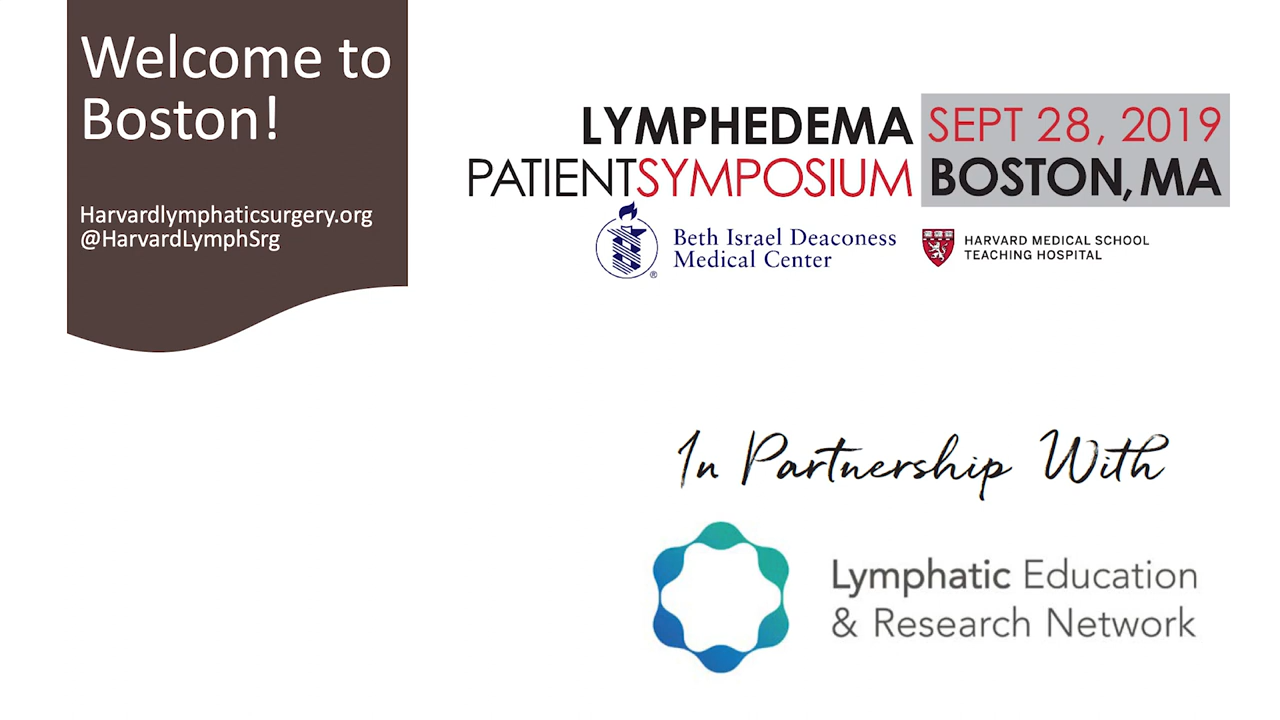 Welcome to
Boston!
Harvardlymphaticsurgery.org
@HarvardLymphSrg
LYMPHEDEMA SEPT 28, 2019
PATIENTSYMPOSIUM BOSTON, MA
Beth Israel Deaconess
Medical Center
®
HARVARD MEDICAL SCHOOL
TEACHING HOSPITAL
In Partnership With
Lymphatic Education
& Research Network